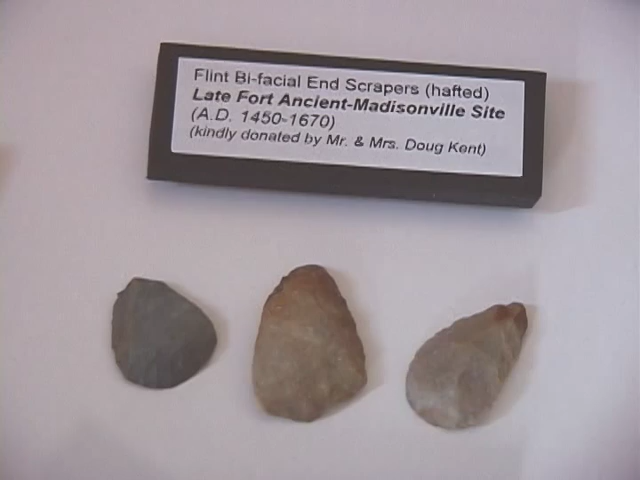 Flint Bi-facial End Scrapers (hafted)
Late Fort Ancient-Madisonville Site
(A.D. 1450-1670)
(kindly donated by Mr. & Mrs. Doug Kent)